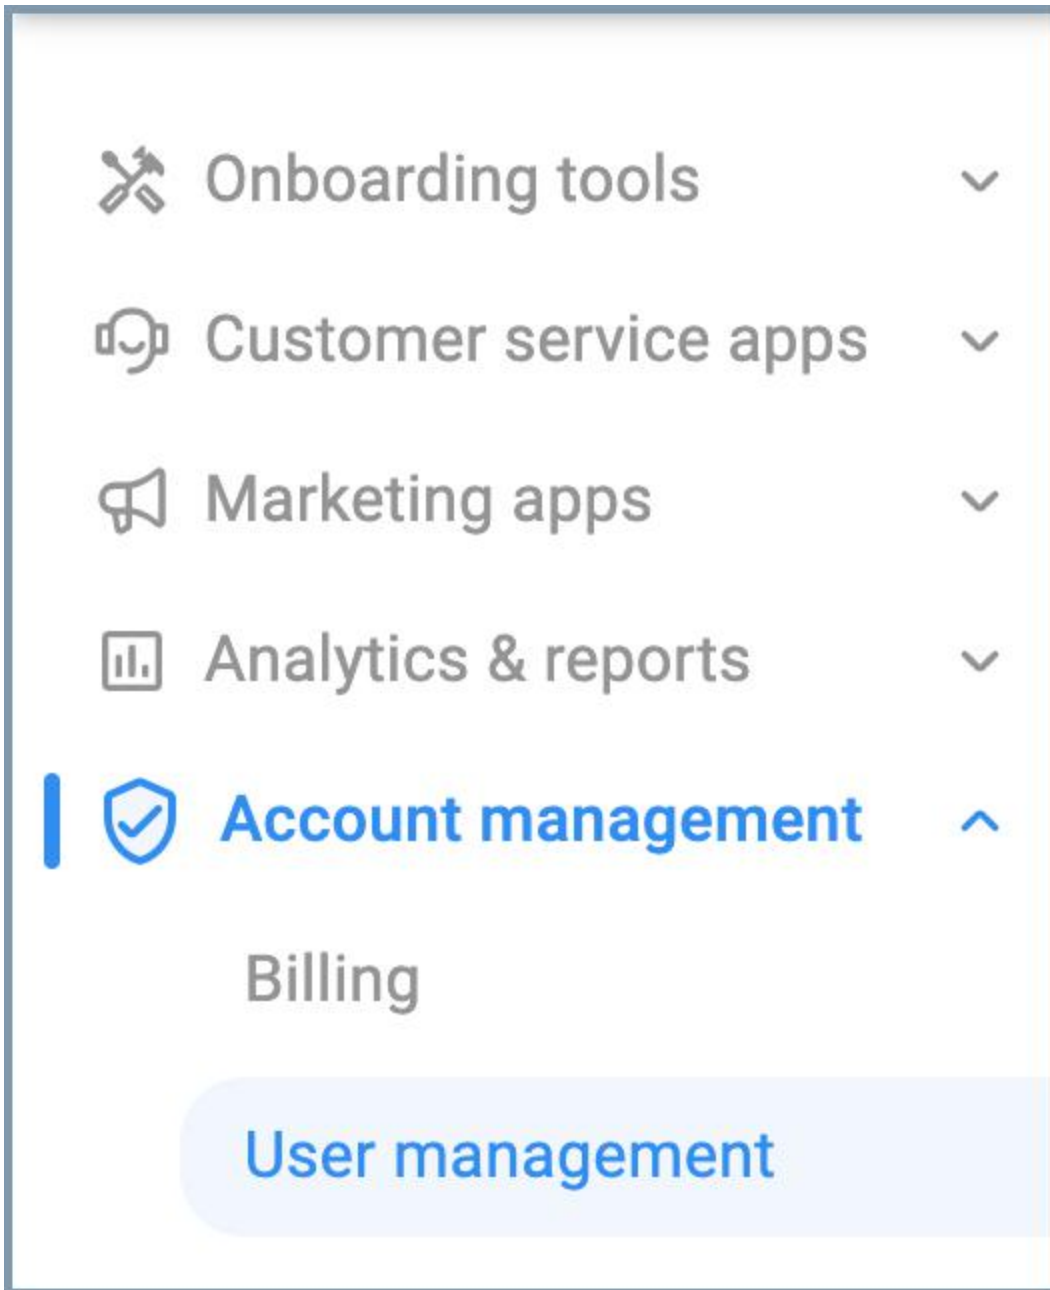 Onboarding tools
Customer service apps
Marketing apps
Analytics & reports
Account management
Billing
User management